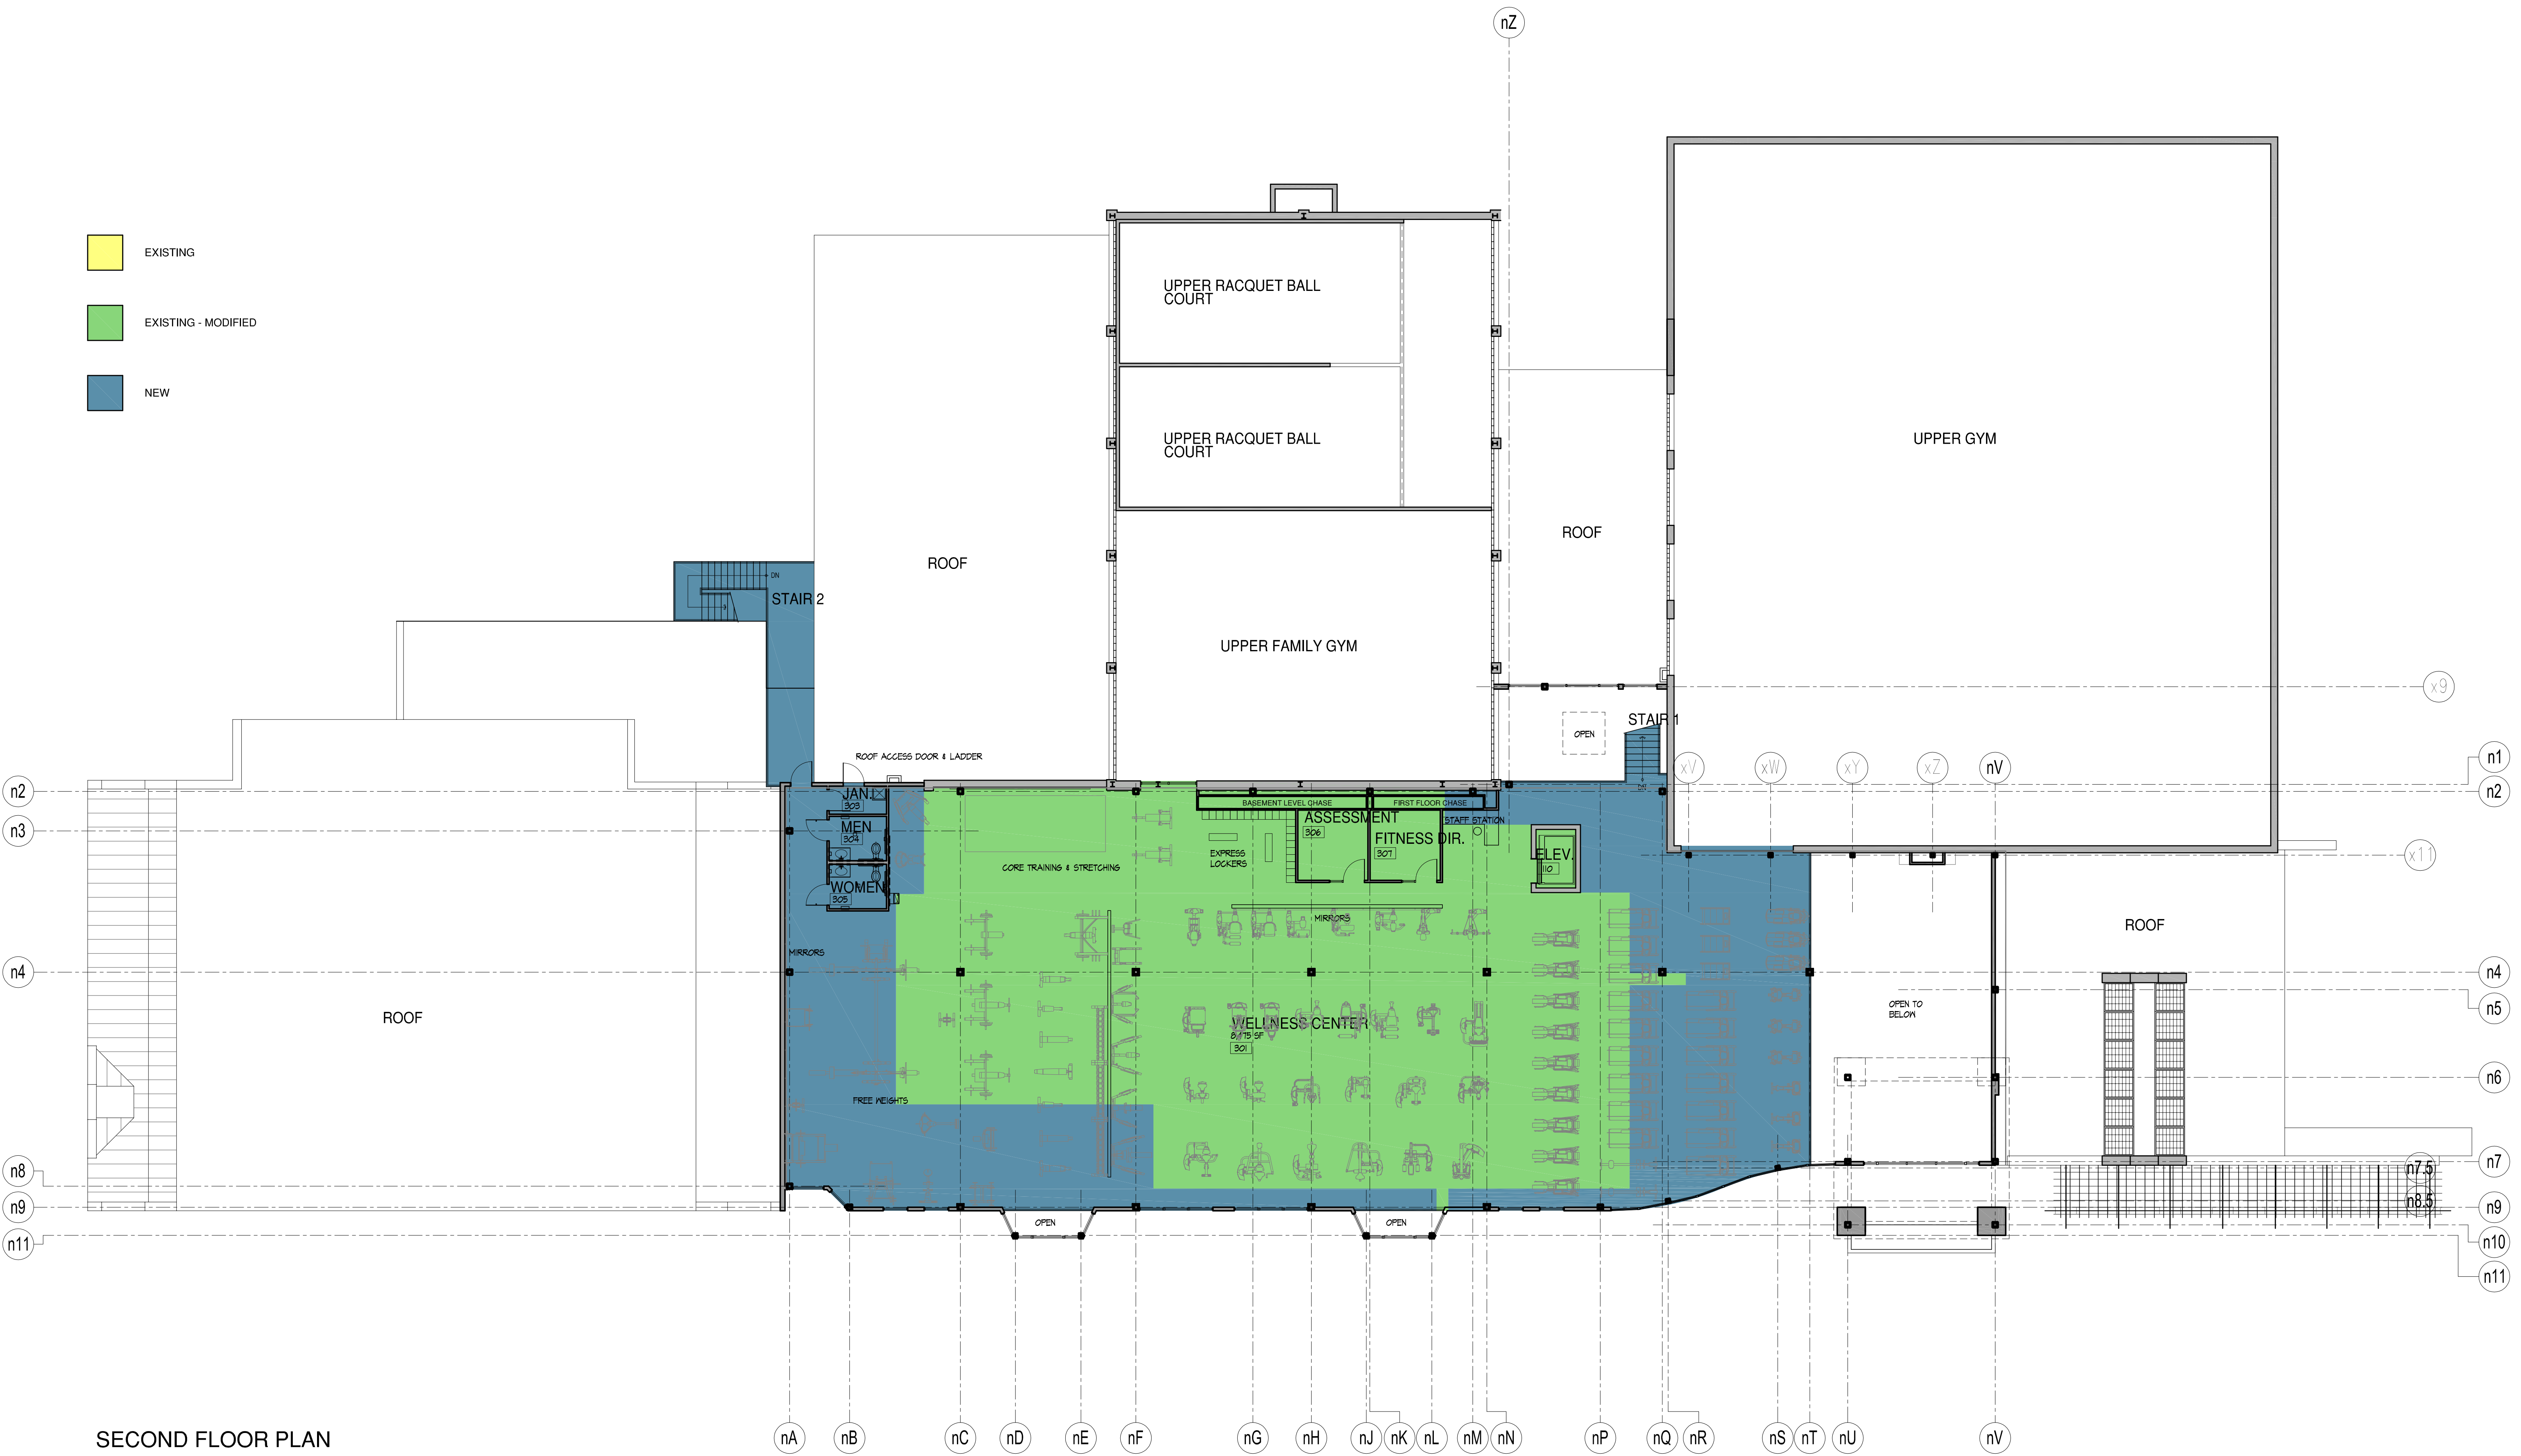 nZ
EXISTING
EXISTING - MODIFIED
NEW
UPPER RACQUET BALL
COURT
UPPER RACQUET BALL
COURT
UPPER GYM
ROOF
ROOF
DN
STAIR 2
UPPER FAMILY GYM
x9
STAIR 1
OPEN
ROOF ACCESS DOOR & LADDER
n1
xV
xW
xY
xZ
nV
n2
n2
JAN.
303
BASEMENT LEVEL CHASE
FIRST FLOOR CHASE
ASSESSMENT
306
STAFF STATION
n3
MEN
304
FITNESS DIR.
307
EXPRESS
LOCKERS
ELEV.
110
x11
CORE TRAINING & STRETCHING
WOMEN
305
MIRRORS
ROOF
MIRRORS
n4
n4
OPEN TO
BELOW
n5
ROOF
WELLNESS CENTER
301
n6
FREE WEIGHTS
n8
n7
n7.5
n9
n8.5
n9
OPEN
OPEN
n11
n10
n11
SECOND FLOOR PLAN
nA
nB
nC
nD
nE
nF
nG
nH
nJ
nK
nL
nM
nN
nP
nQ
nR
nS
nT
nU
nV